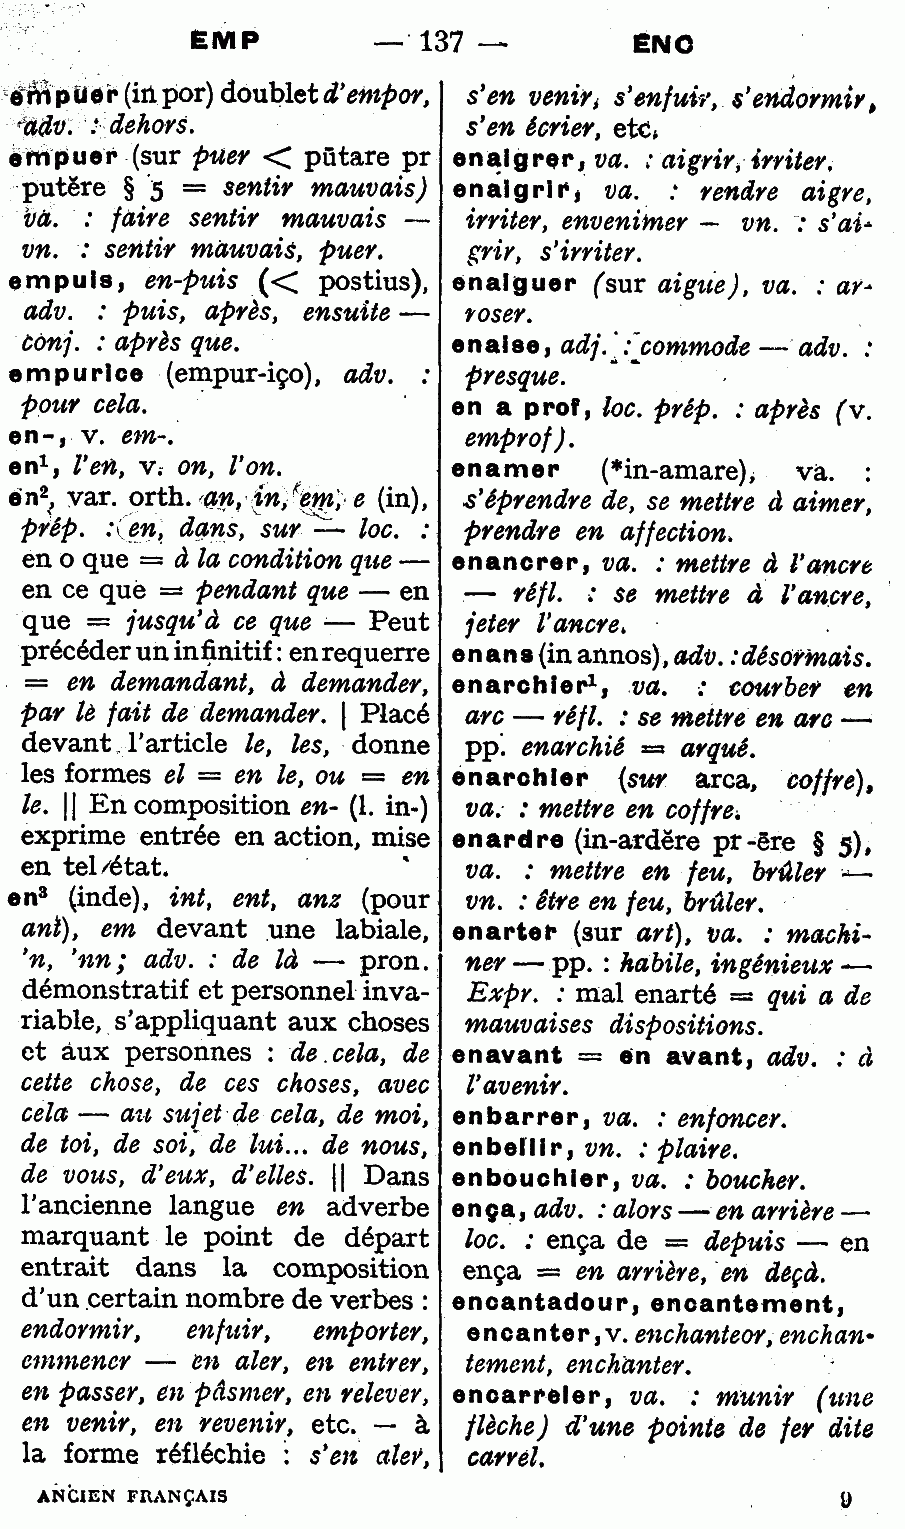 EMP — 137 — ENC
empuer (in por) doublet d'empor,
adv. : dehors.
empuer (sur puer < pūtare pr
putĕre § 5 = sentir mauvais)
va. : faire sentir mauvais —
vn. : sentir mauvais, puer.
empuis, en-puis (< postius),
adv. : puis, après, ensuite —
conj. : après que.
empurice (empur-iço), adv. :
pour cela.
en-, v. em-.
en¹, l'en, v. on, l'on.
en², var. orth. an, in, em, e (in),
prép. : en, dans, sur — loc. :
en o que = à la condition que —
en ce que = pendant que — en
que = jusqu'à ce que — Peut
précéder un infinitif : en requerre
= en demandant, à demander,
par le fait de demander. | Placé
devant l'article le, les, donne
les formes el = en le, ou = en
le. || En composition en- (l. in-)
exprime entrée en action, mise
en tel état.
en³ (inde), int, ent, anz (pour
ant), em devant une labiale,
'n, 'nn; adv. : de là — pron.
démonstratif et personnel inva-
riable, s'appliquant aux choses
et aux personnes : de cela, de
cette chose, de ces choses, avec
cela — au sujet de cela, de moi,
de toi, de soi, de lui... de nous,
de vous, d'eux, d'elles. || Dans
l'ancienne langue en adverbe
marquant le point de départ
entrait dans la composition
d'un certain nombre de verbes :
endormir, enfuir, emporter,
emmener — en aler, en entrer,
en passer, en pâsmer, en relever,
en venir, en revenir, etc. — à
la forme réfléchie : s'en aler,
s'en venir, s'enfuir, s'endormir,
s'en écrier, etc.
enaigrer, va. : aigrir, irriter.
enaigrir, va. : rendre aigre,
irriter, envenimer — vn. : s'ai-
grir, s'irriter.
enaiguer (sur aigue), va. : ar-
roser.
enaise, adj. : commode — adv. :
presque.
en a prof, loc. prép. : après (v.
emprof).
enamer (*in-amare), va. :
s'éprendre de, se mettre à aimer,
prendre en affection.
enancrer, va. : mettre à l'ancre
— réfl. : se mettre à l'ancre,
jeter l'ancre.
enans (in annos), adv. : désormais.
enarchier¹, va. : courber en
arc — réfl. : se mettre en arc —
pp. enarchié = arqué.
enarchier (sur arca, coffre),
va. : mettre en coffre.
enardre (in-ardĕre pr -ēre § 5),
va. : mettre en feu, brûler —
vn. : être en feu, brûler.
enarter (sur art), va. : machi-
ner — pp. : habile, ingénieux —
Expr. : mal enarté = qui a de
mauvaises dispositions.
enavant = en avant, adv. : à
l'avenir.
enbarrer, va. : enfoncer.
enbellir, vn. : plaire.
enbouchier, va. : boucher.
ença, adv. : alors — en arrière —
loc. : ença de = depuis — en
ença = en arrière, en deçà.
encantadour, encantement,
encanter, v. enchanteor, enchan-
tement, enchanter.
encarreler, va. : munir (une
flèche) d'une pointe de fer dite
carrel.
ANCIEN FRANÇAIS 9